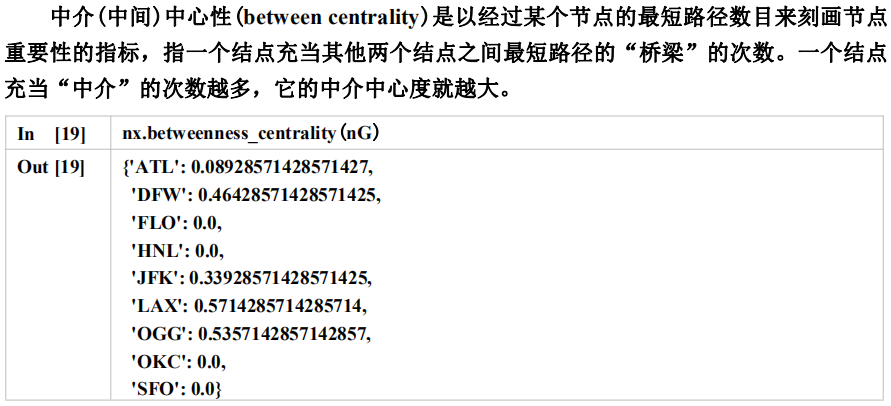 中介(中间)中心性(between centrality)是以经过某个节点的最短路径数目来刻画节点
重要性的指标，指一个结点充当其他两个结点之间最短路径的“桥梁”的次数。一个结点
充当“中介”的次数越多，它的中介中心度就越大。
In [19] nx.betweenness_centrality(nG)
Out [19] {'ATL': 0.08928571428571427,
'DFW': 0.46428571428571425,
'FLO': 0.0,
'HNL': 0.0,
'JFK': 0.33928571428571425,
'LAX': 0.5714285714285714,
'OGG': 0.5357142857142857,
'OKC': 0.0,
'SFO': 0.0}